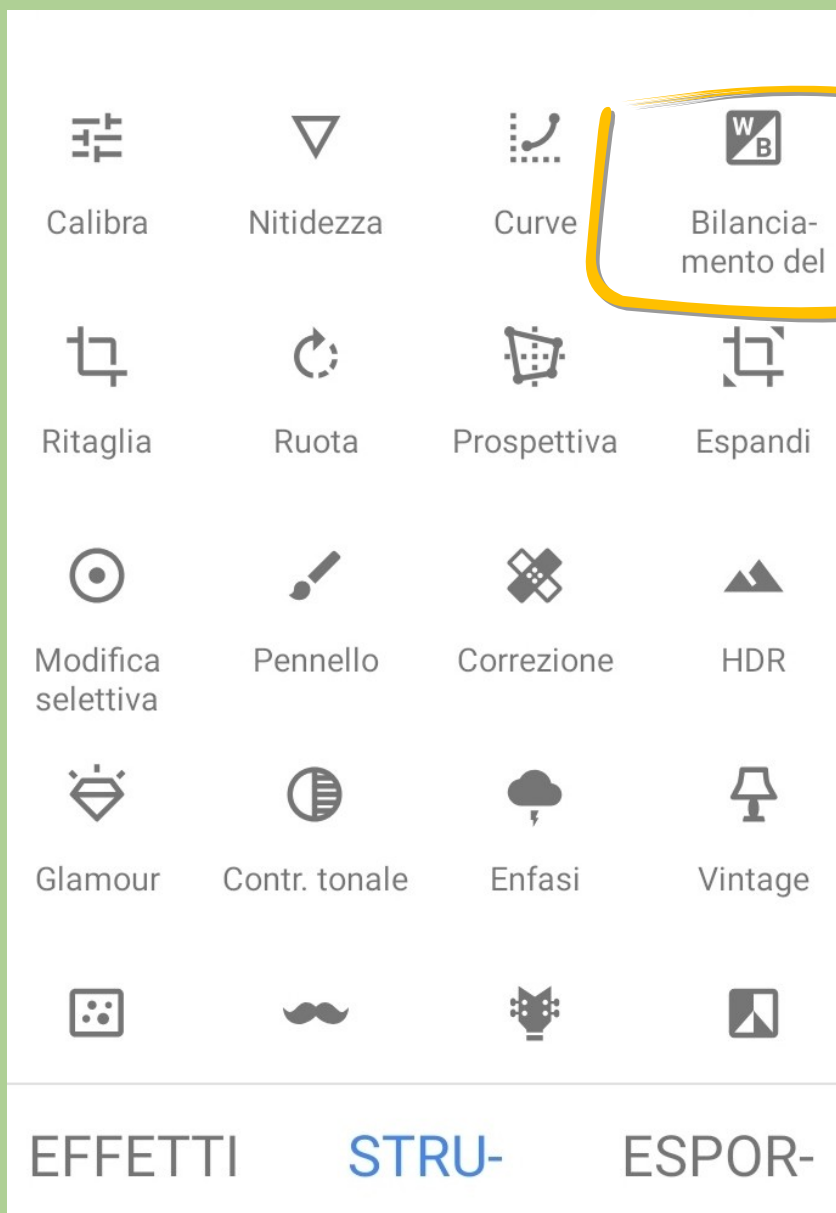 W
B
Calibra
Nitidezza
Curve
Bilancia-
mento del
Ritaglia
Ruota
Prospettiva
Espandi
Modifica
selettiva
Pennello
Correzione
HDR
Glamour
Contr. tonale
Enfasi
Vintage
EFFETTI
STRU-
ESPOR-